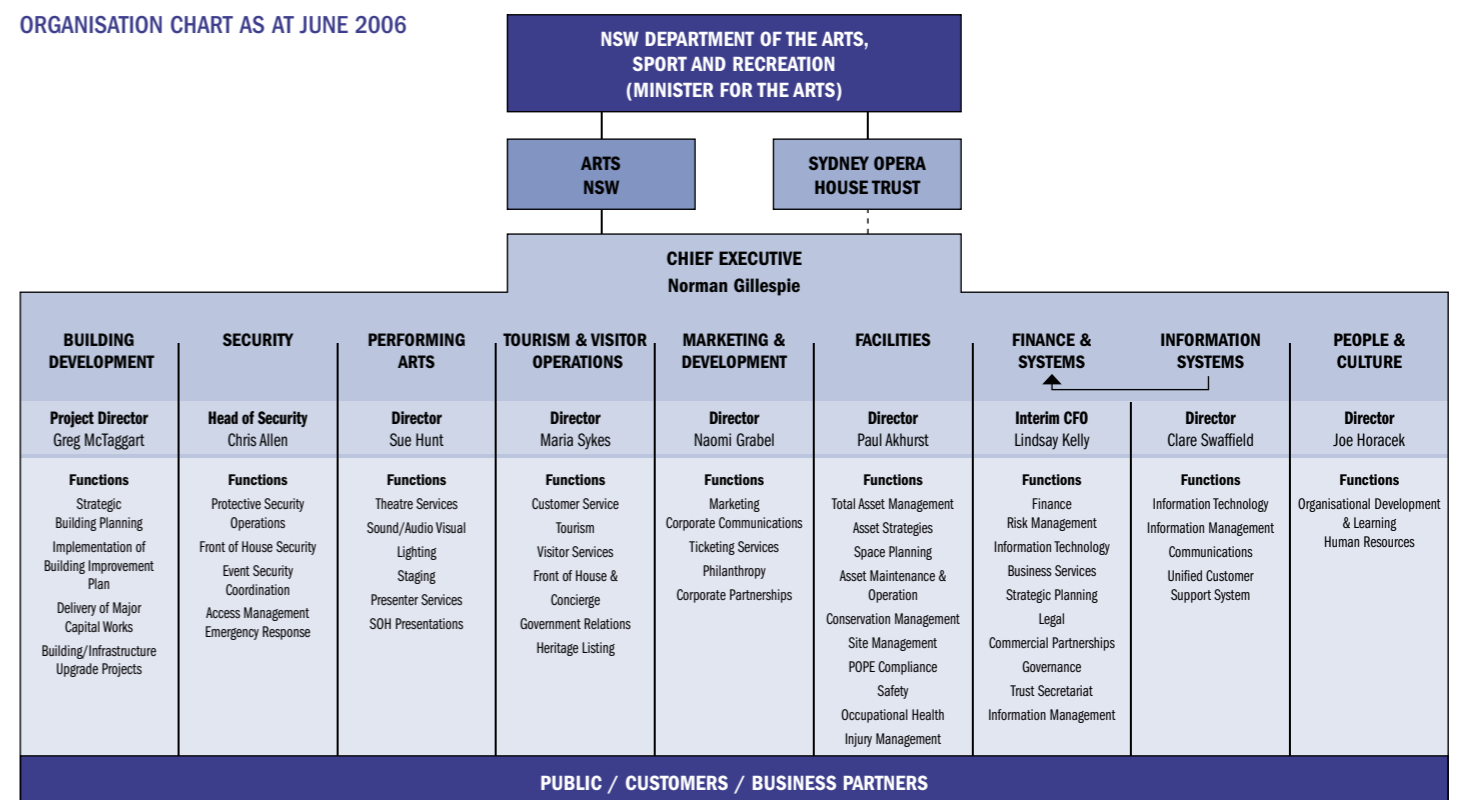 ORGANISATION CHART AS AT JUNE 2006
NSW DEPARTMENT OF THE ARTS,
SPORT AND RECREATION
(MINISTER FOR THE ARTS)
ARTS
NSW
SYDNEY OPERA
HOUSE TRUST
CHIEF EXECUTIVE
Norman Gillespie
BUILDING
DEVELOPMENT
Project Director
Greg McTaggart
Functions
Strategic
Building Planning
Implementation of
Building Improvement
Plan
Delivery of Major
Capital Works
Building/Infrastructure
Upgrade Projects
SECURITY
Head of Security
Chris Allen
Functions
Protective Security
Operations
Front of House Security
Event Security
Coordination
Access Management
Emergency Response
PERFORMING
ARTS
Director
Sue Hunt
Functions
Theatre Services
Sound/Audio Visual
Lighting
Staging
Presenter Services
SOH Presentations
TOURISM & VISITOR
OPERATIONS
Director
Maria Sykes
Functions
Customer Service
Tourism
Visitor Services
Front of House &
Concierge
Government Relations
Heritage Listing
MARKETING &
DEVELOPMENT
Director
Naomi Grabel
Functions
Marketing
Corporate Communications
Ticketing Services
Philanthropy
Corporate Partnerships
FACILITIES
Director
Paul Akhurst
Functions
Total Asset Management
Asset Strategies
Space Planning
Asset Maintenance &
Operation
Conservation Management
Site Management
POPE Compliance
Safety
Occupational Health
Injury Management
FINANCE &
SYSTEMS
Interim CFO
Lindsay Kelly
Functions
Finance
Risk Management
Information Technology
Business Services
Strategic Planning
Legal
Commercial Partnerships
Governance
Trust Secretariat
Information Management
INFORMATION
SYSTEMS
Director
Clare Swaffield
Functions
Information Technology
Information Management
Communications
Unified Customer
Support System
PEOPLE &
CULTURE
Director
Joe Horacek
Functions
Organisational Development
& Learning
Human Resources
PUBLIC / CUSTOMERS / BUSINESS PARTNERS